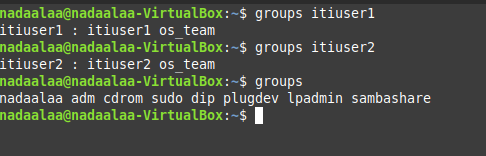 nadaalaa@nadaalaa-VirtualBox:~$ groups itiuser1
itiuser1 : itiuser1 os_team
nadaalaa@nadaalaa-VirtualBox:~$ groups itiuser2
itiuser2 : itiuser2 os_team
nadaalaa@nadaalaa-VirtualBox:~$ groups
nadaalaa adm cdrom sudo dip plugdev lpadmin sambashare
nadaalaa@nadaalaa-VirtualBox:~$